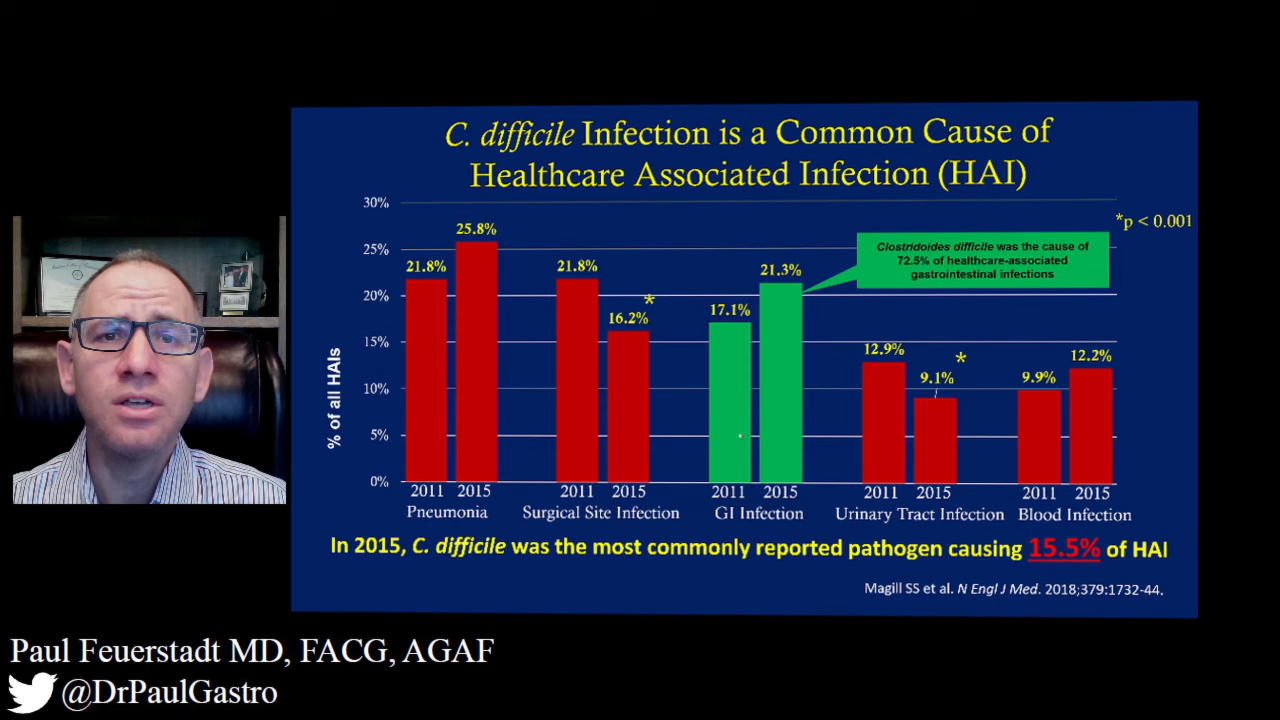 C. difficile Infection is a Common Cause of
Healthcare Associated Infection (HAI)
*p < 0.001
30%
25%
20%
15%
10%
5%
0%
% of all HAIs
21.8%
25.8%
21.8%
16.2%
*
17.1%
21.3%
12.9%
9.1%
*
9.9%
12.2%
Clostridoides difficile was the cause of
72.5% of healthcare-associated
gastrointestinal infections
2011 2015 2011 2015 2011 2015 2011 2015 2011 2015
Pneumonia Surgical Site Infection GI Infection Urinary Tract Infection Blood Infection
In 2015, C. difficile was the most commonly reported pathogen causing 15.5% of HAI
Magill SS et al. N Engl J Med. 2018;379:1732-44.
Paul Feuerstadt MD, FACG, AGAF
@DrPaulGastro